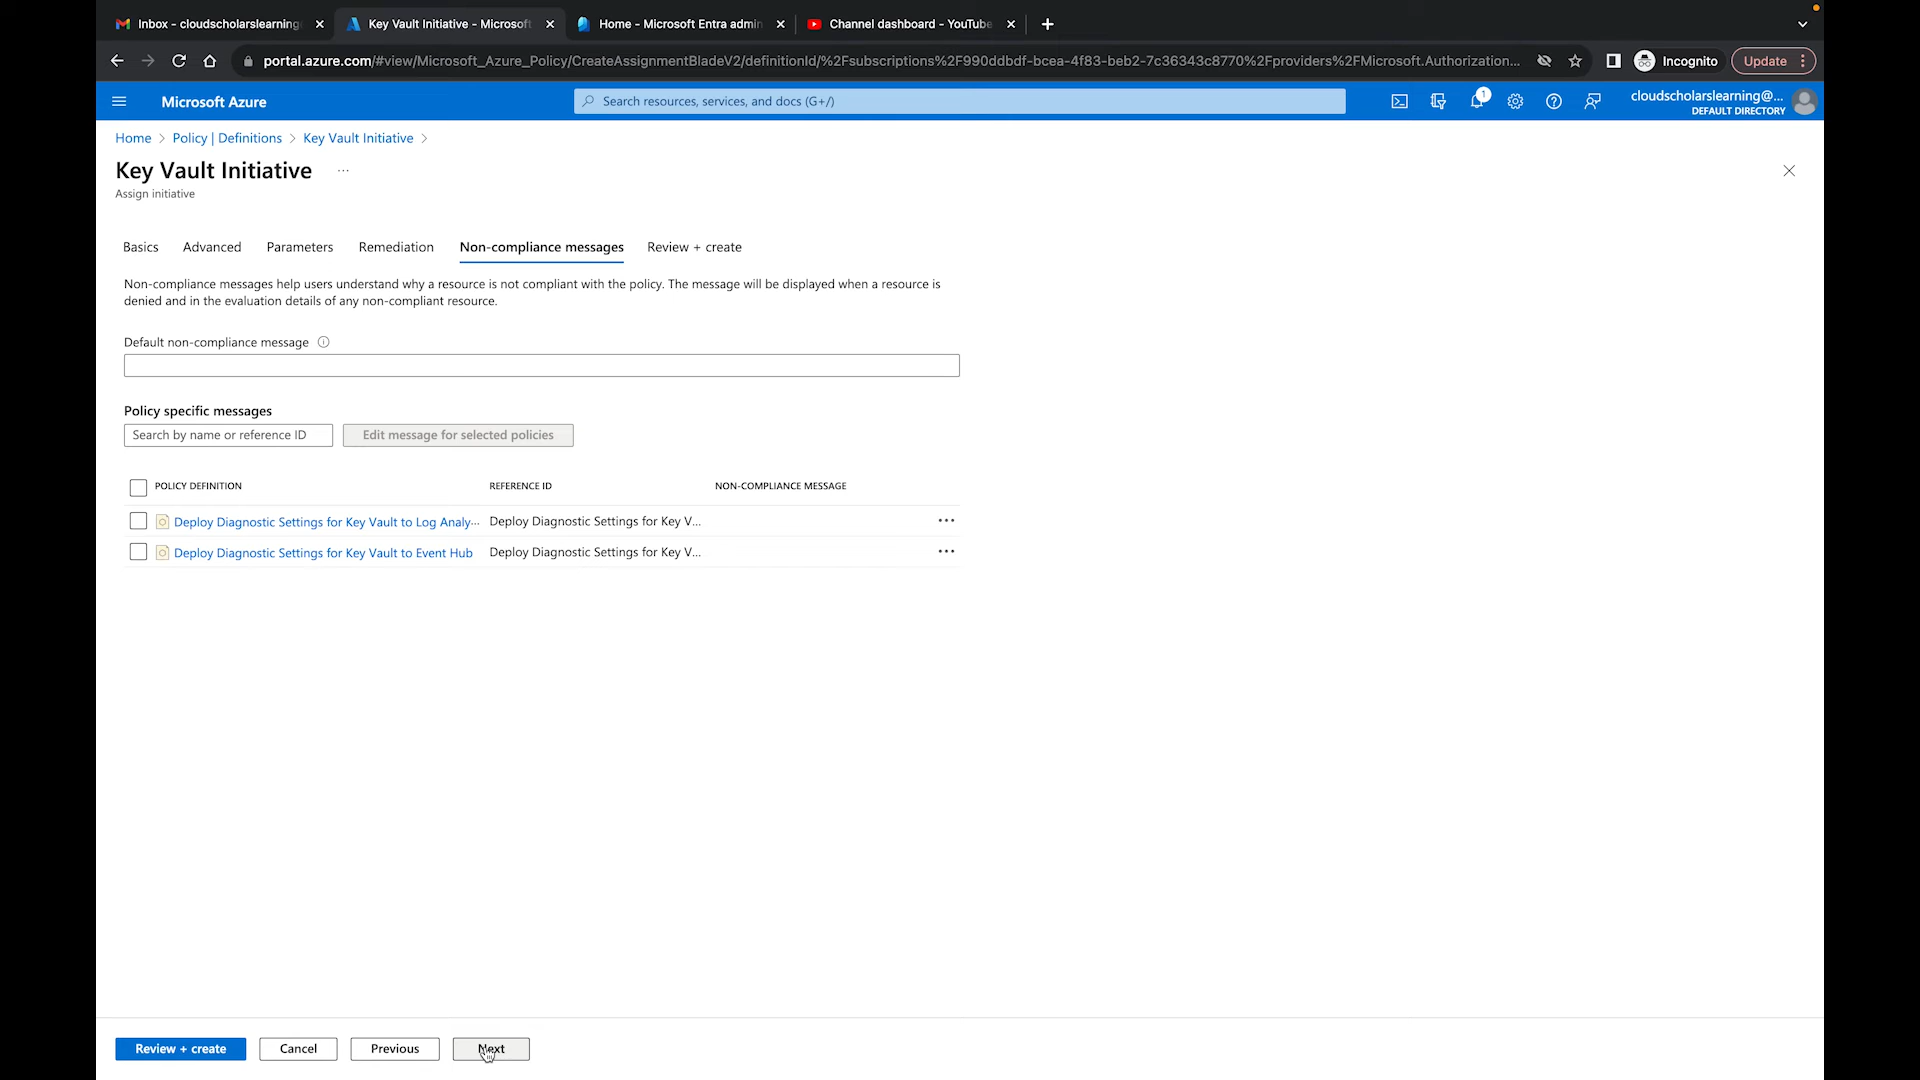 Inbox - cloudscholarslearning
Key Vault Initiative - Microsoft
Home - Microsoft Entra admin
Channel dashboard - YouTube
portal.azure.com/#view/Microsoft_Azure_Policy/CreateAssignmentBladeV2/definitionId/%2Fsubscriptions%2F990ddbdf-bcea-4f83-beb2-7c36343c8770%2Fproviders%2FMicrosoft.Authorization...
Incognito
Update
Microsoft Azure
Search resources, services, and docs (G+/)
1
cloudscholarslearning@...
DEFAULT DIRECTORY
Home > Policy | Definitions > Key Vault Initiative >
Key Vault Initiative ...
Assign initiative
Basics Advanced Parameters Remediation Non-compliance messages Review + create
Non-compliance messages help users understand why a resource is not compliant with the policy. The message will be displayed when a resource is
denied and in the evaluation details of any non-compliant resource.
Default non-compliance message
Policy specific messages
Search by name or reference ID Edit message for selected policies
POLICY DEFINITION REFERENCE ID NON-COMPLIANCE MESSAGE
Deploy Diagnostic Settings for Key Vault to Log Analy... Deploy Diagnostic Settings for Key V...
Deploy Diagnostic Settings for Key Vault to Event Hub Deploy Diagnostic Settings for Key V...
Review + create Cancel Previous Next